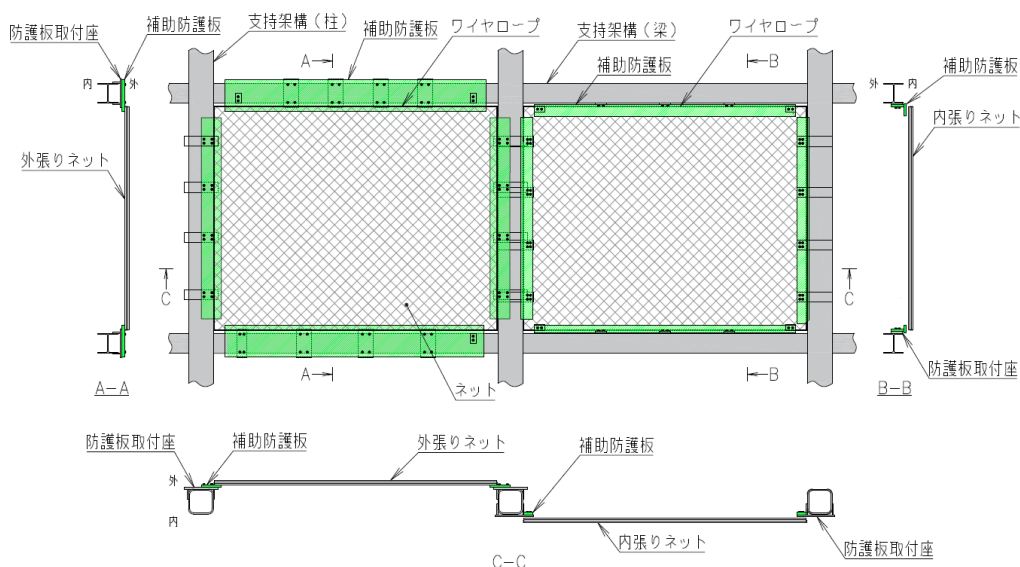 防護板取付座
補助防護板
支持架構(柱)
補助防護板
ワイヤロープ
支持架構(梁)
補助防護板
ワイヤロープ
補助防護板
内
外
A
A
B
B
外
内
外張りネット
内張りネット
C
C
A
A
B
B
A-A
ネット
B-B
防護板取付座
防護板取付座
補助防護板
外張りネット
補助防護板
外
内
内張りネット
防護板取付座
C-C